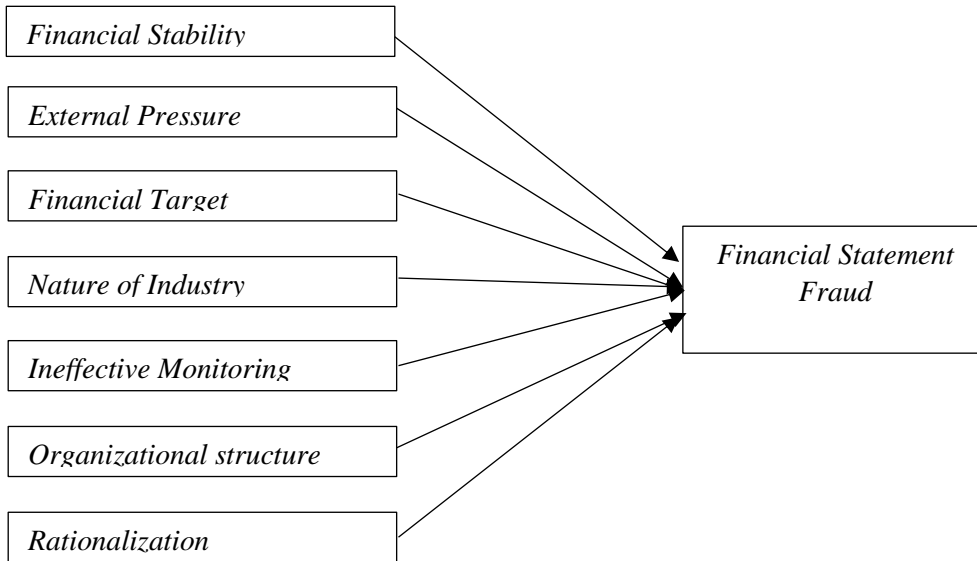 Financial Stability
External Pressure
Financial Target
Nature of Industry
Ineffective Monitoring
Organizational structure
Rationalization
Financial Statement
Fraud